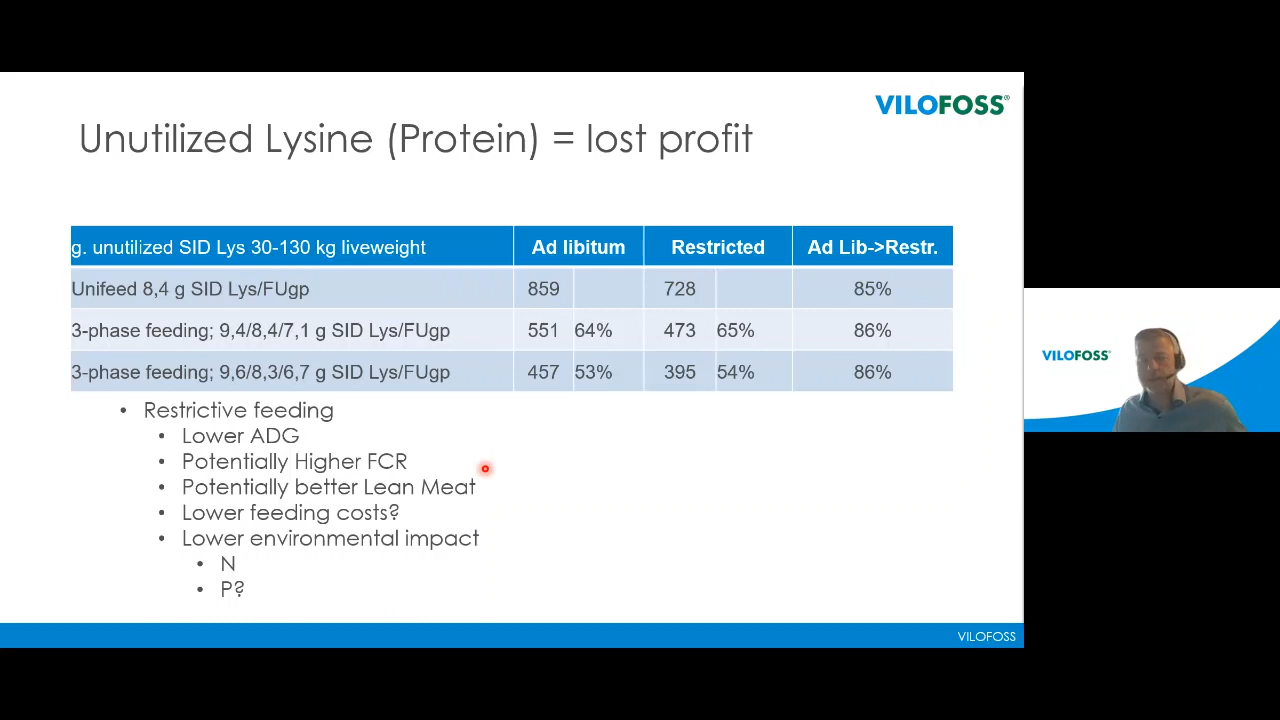 VILOFOSS®
Unutilized Lysine (Protein) = lost profit
g. unutilized SID Lys 30-130 kg liveweight Ad libitum Restricted Ad Lib->Restr.
Unifeed 8,4 g SID Lys/FUgp 859 728 85%
3-phase feeding; 9,4/8,4/7,1 g SID Lys/FUgp 551 64% 473 65% 86%
3-phase feeding; 9,6/8,3/6,7 g SID Lys/FUgp 457 53% 395 54% 86%
• Restrictive feeding
• Lower ADG
• Potentially Higher FCR
• Potentially better Lean Meat
• Lower feeding costs?
• Lower environmental impact
• N
• P?
VILOFOSS
VILOFOSS®